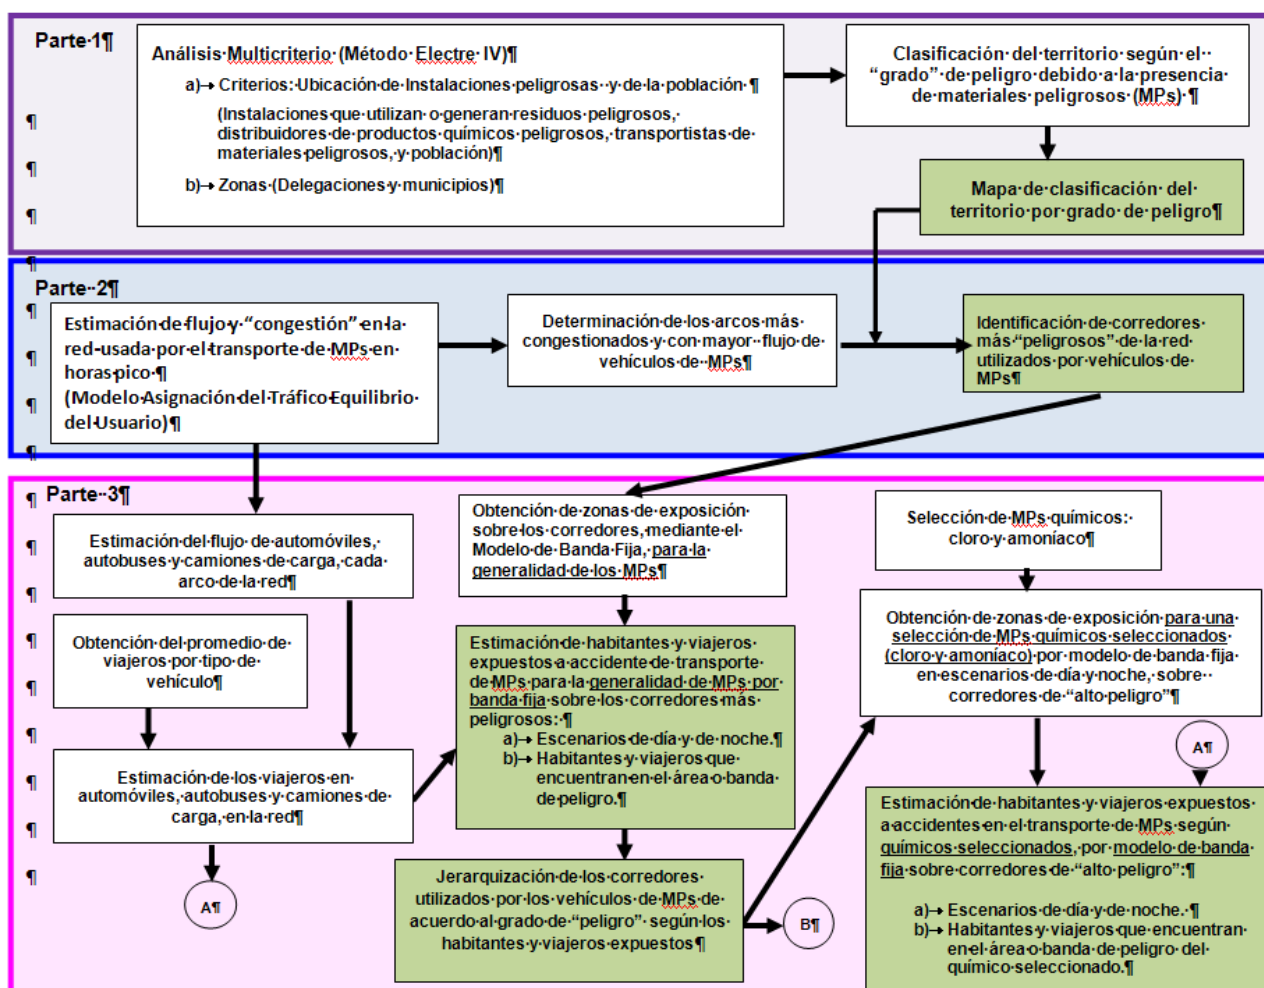 Parte 1¶
Análisis Multicriterio (Método Electre IV)¶
a)→ Criterios: Ubicación de Instalaciones peligrosas y de la población ¶
(Instalaciones que utilizan o generan residuos peligrosos,
distribuidores de productos químicos peligrosos, transportistas de
materiales peligrosos, y población)¶
b)→ Zonas (Delegaciones y municipios)¶
Clasificación del territorio según el
“grado” de peligro debido a la presencia
de materiales peligrosos (MPs) ¶
Mapa de clasificación del
territorio por grado de peligro¶
¶
¶
¶
¶
Parte 2¶
Estimación de flujo y “congestión” en la
red usada por el transporte de MPs en
horas pico ¶
(Modelo Asignación del Tráfico Equilibrio
del Usuario)¶
Determinación de los arcos más
congestionados y con mayor flujo de
vehículos de MPs¶
Identificación de corredores
más “peligrosos” de la red
utilizados por vehículos de
MPs¶
¶
¶
¶
¶
Parte 3¶
Estimación del flujo de automóviles,
autobuses y camiones de carga, cada
arco de la red¶
Obtención del promedio de
viajeros por tipo de
vehículo¶
Estimación de los viajeros en
automóviles, autobuses y camiones de
carga, en la red¶
A¶
Obtención de zonas de exposición
sobre los corredores, mediante el
Modelo de Banda Fija, para la
generalidad de los MPs¶
Estimación de habitantes y viajeros
expuestos a accidente de transporte
de MPs para la generalidad de MPs por
banda fija sobre los corredores más
peligrosos: ¶
a)→ Escenarios de día y de noche.¶
b)→ Habitantes y viajeros que
encuentran en el área o banda
de peligro.¶
Jerarquización de los corredores
utilizados por los vehículos de MPs de
acuerdo al grado de “peligro” según los
habitantes y viajeros expuestos¶
B¶
Selección de MPs químicos:
cloro y amoníaco¶
Obtención de zonas de exposición para una
selección de MPs químicos seleccionados
(cloro y amoníaco) por modelo de banda fija
en escenarios de día y noche, sobre
corredores de “alto peligro”¶
A¶
Estimación de habitantes y viajeros expuestos
a accidentes en el transporte de MPs según
químicos seleccionados, por modelo de banda
fija sobre corredores de “alto peligro”:¶
a)→ Escenarios de día y de noche. ¶
b)→ Habitantes y viajeros que encuentran
en el área o banda de peligro del
químico seleccionado.¶
¶
¶
¶
¶
¶
¶
¶
¶
¶